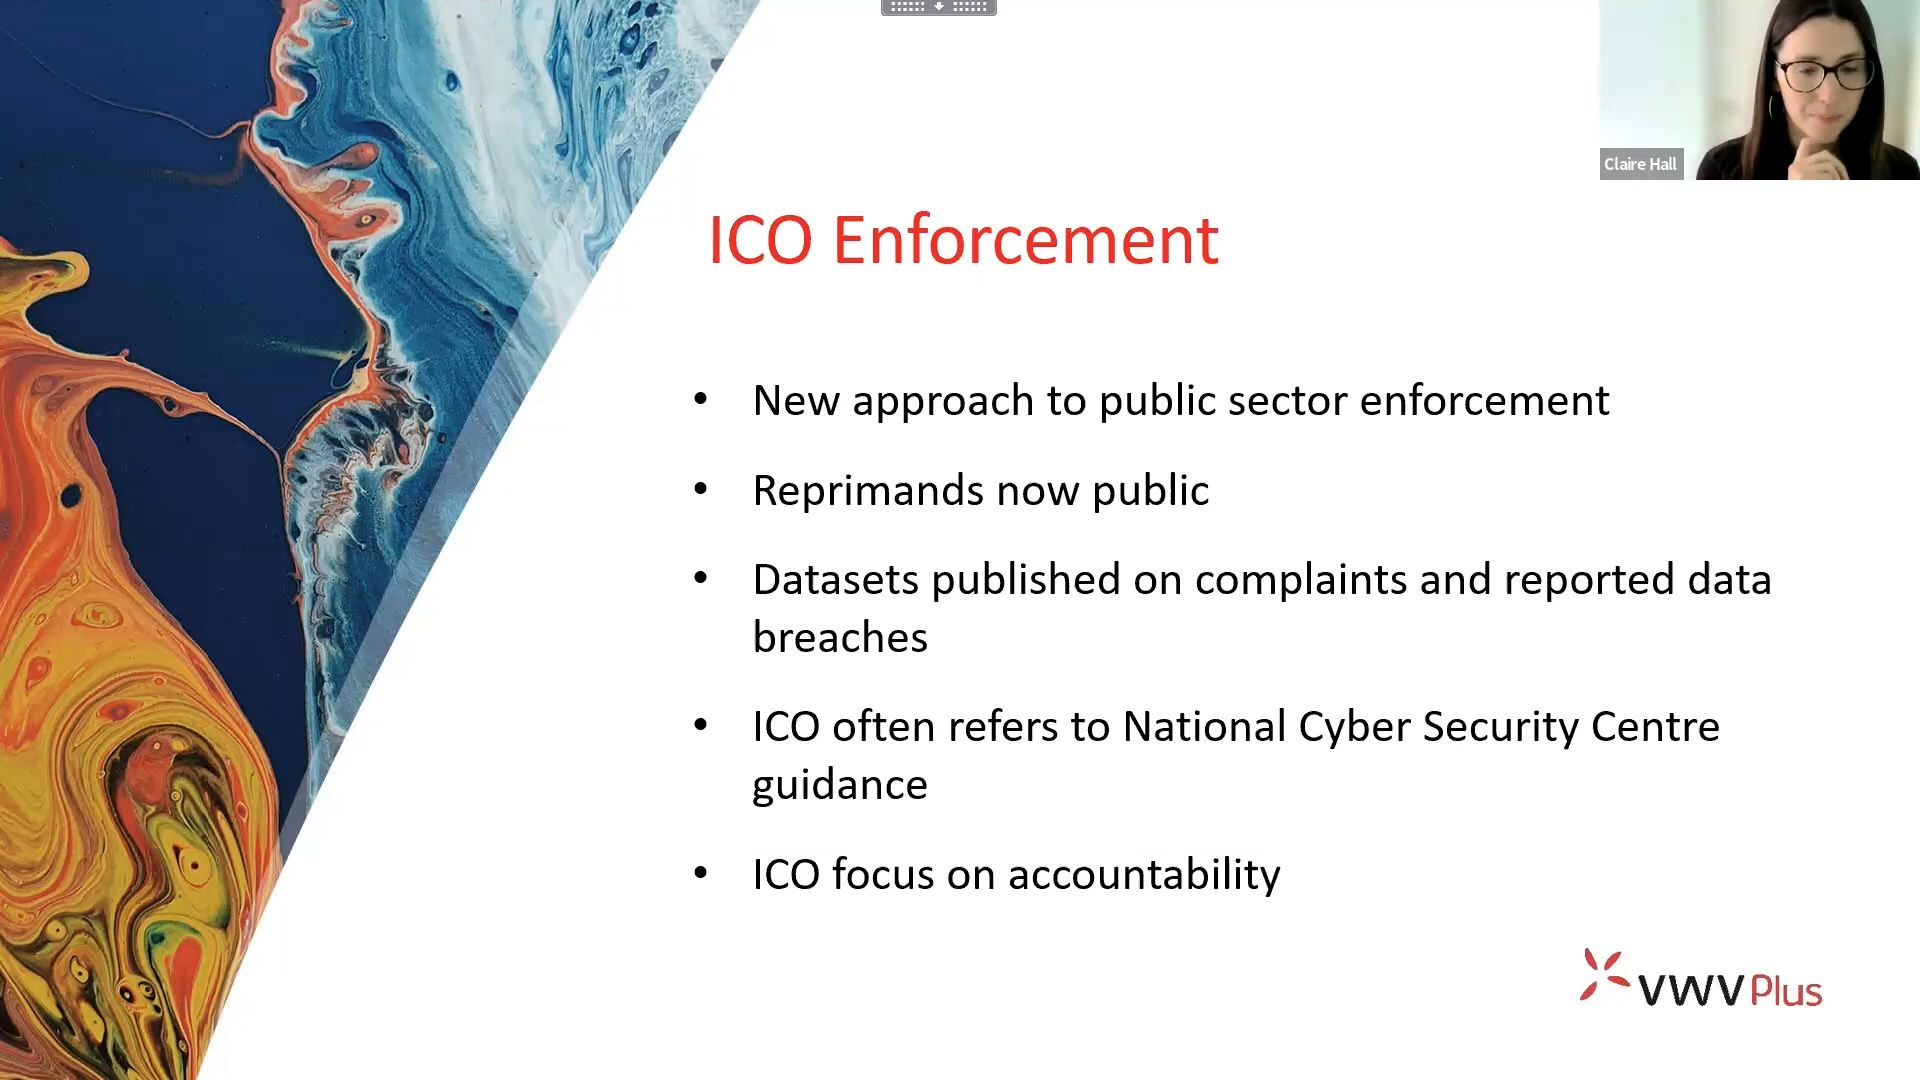 Claire Hall
ICO Enforcement
• New approach to public sector enforcement
• Reprimands now public
• Datasets published on complaints and reported data
breaches
• ICO often refers to National Cyber Security Centre
guidance
• ICO focus on accountability
VWV Plus